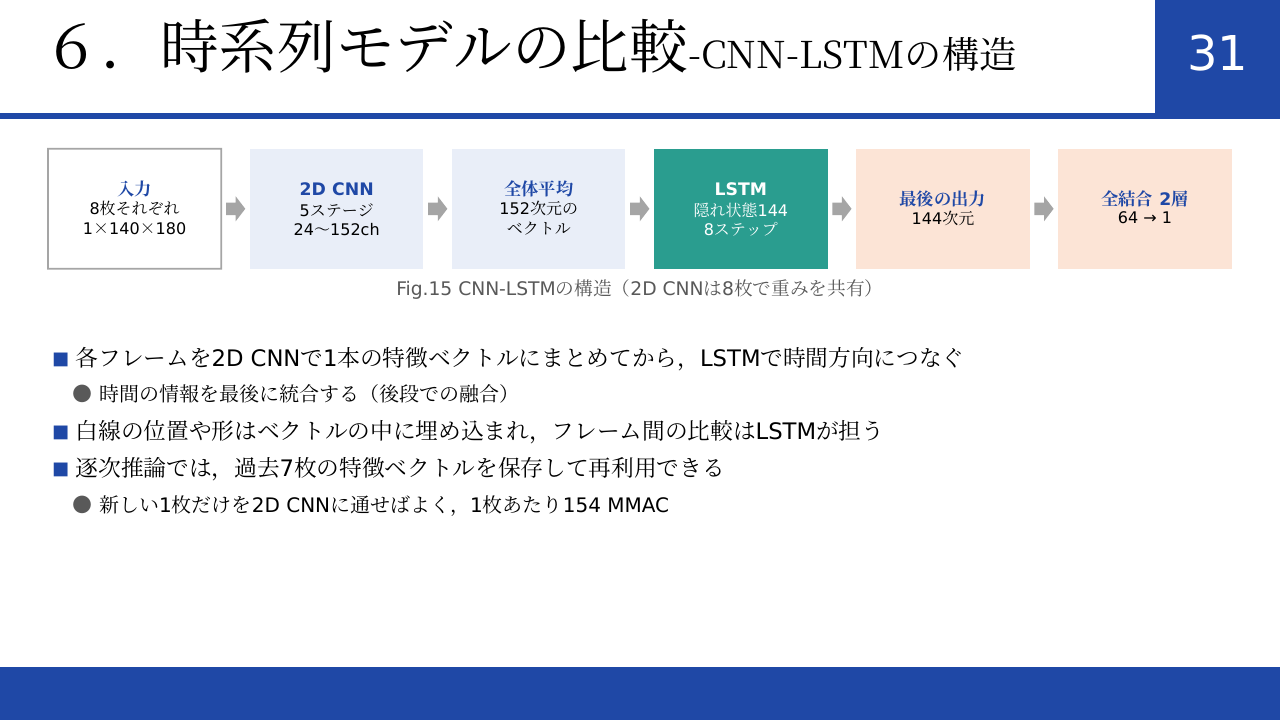 ６．時系列モデルの比較-CNN-LSTMの構造
31
入力
8枚それぞれ
1×140×180
2D CNN
5ステージ
24～152ch
全体平均
152次元の
ベクトル
LSTM
隠れ状態144
8ステップ
最後の出力
144次元
全結合 2層
64 → 1
Fig.15 CNN-LSTMの構造（2D CNNは8枚で重みを共有）
■ 各フレームを2D CNNで1本の特徴ベクトルにまとめてから，LSTMで時間方向につなぐ
● 時間の情報を最後に統合する（後段での融合）
■ 白線の位置や形はベクトルの中に埋め込まれ，フレーム間の比較はLSTMが担う
■ 逐次推論では，過去7枚の特徴ベクトルを保存して再利用できる
● 新しい1枚だけを2D CNNに通せばよく，1枚あたり154 MMAC